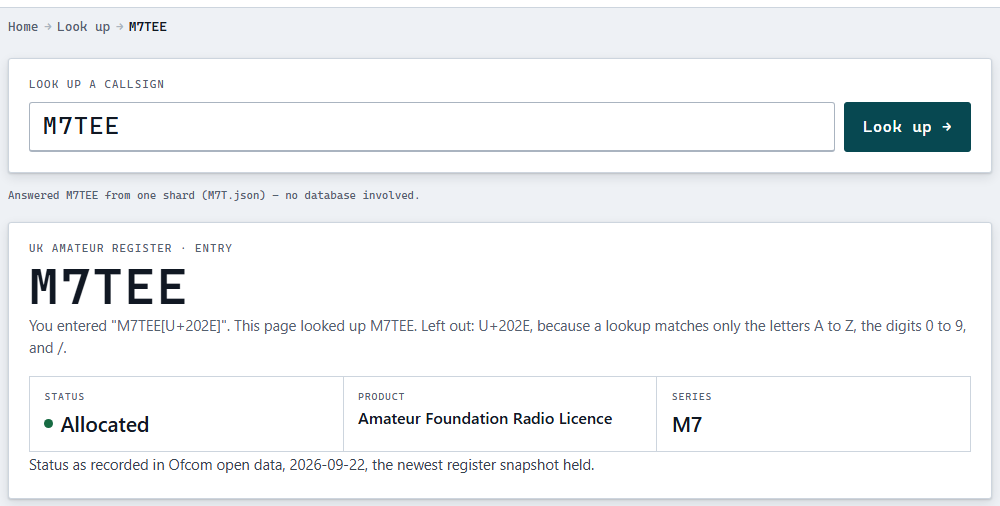 Home → Look up → M7TEE
LOOK UP A CALLSIGN
M7TEE
Look up →
Answered M7TEE from one shard (M7T.json) — no database involved.
UK AMATEUR REGISTER · ENTRY
M7TEE
You entered "M7TEE[U+202E]". This page looked up M7TEE. Left out: U+202E, because a lookup matches only the letters A to Z, the digits 0 to 9,
and /.
STATUS
Allocated
PRODUCT
Amateur Foundation Radio Licence
SERIES
M7
Status as recorded in Ofcom open data, 2026-09-22, the newest register snapshot held.